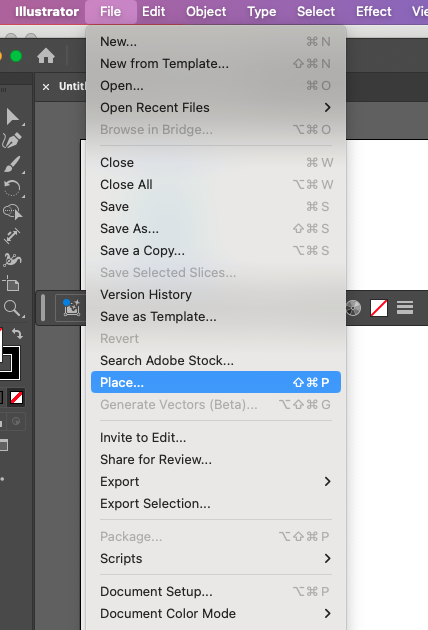 Illustrator File Edit Object Type Select Effect
New... ⌘ N
New from Template... ⇧ ⌘ N
Open... ⌘ O
Open Recent Files
Browse in Bridge... ⌥ ⌘ O
Close ⌘ W
Close All ⌥ ⌘ W
Save ⌘ S
Save As... ⇧ ⌘ S
Save a Copy... ⌥ ⌘ S
Save Selected Slices...
Version History
Save as Template...
Revert
Search Adobe Stock...
Place... ⇧ ⌘ P
Generate Vectors (Beta)... ⌥ ⇧ ⌘ G
Invite to Edit...
Share for Review...
Export
Export Selection...
Package... ⌥ ⇧ ⌘ P
Scripts
Document Setup... ⌥ ⌘ P
Document Color Mode